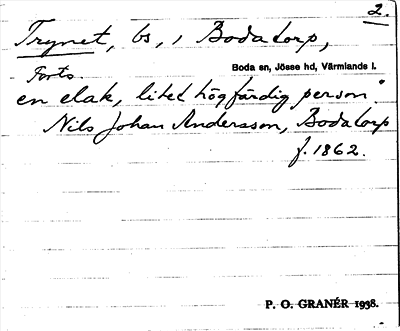 2.
Trynet, bs, i Bodatorp,
Boda sn, Jösse hd, Värmlands l.
Forts.
en elak, litet högfärdig person"
Nils Johan Andersson, Bodatorp
f. 1862.
P. O. GRANÉR 1938.